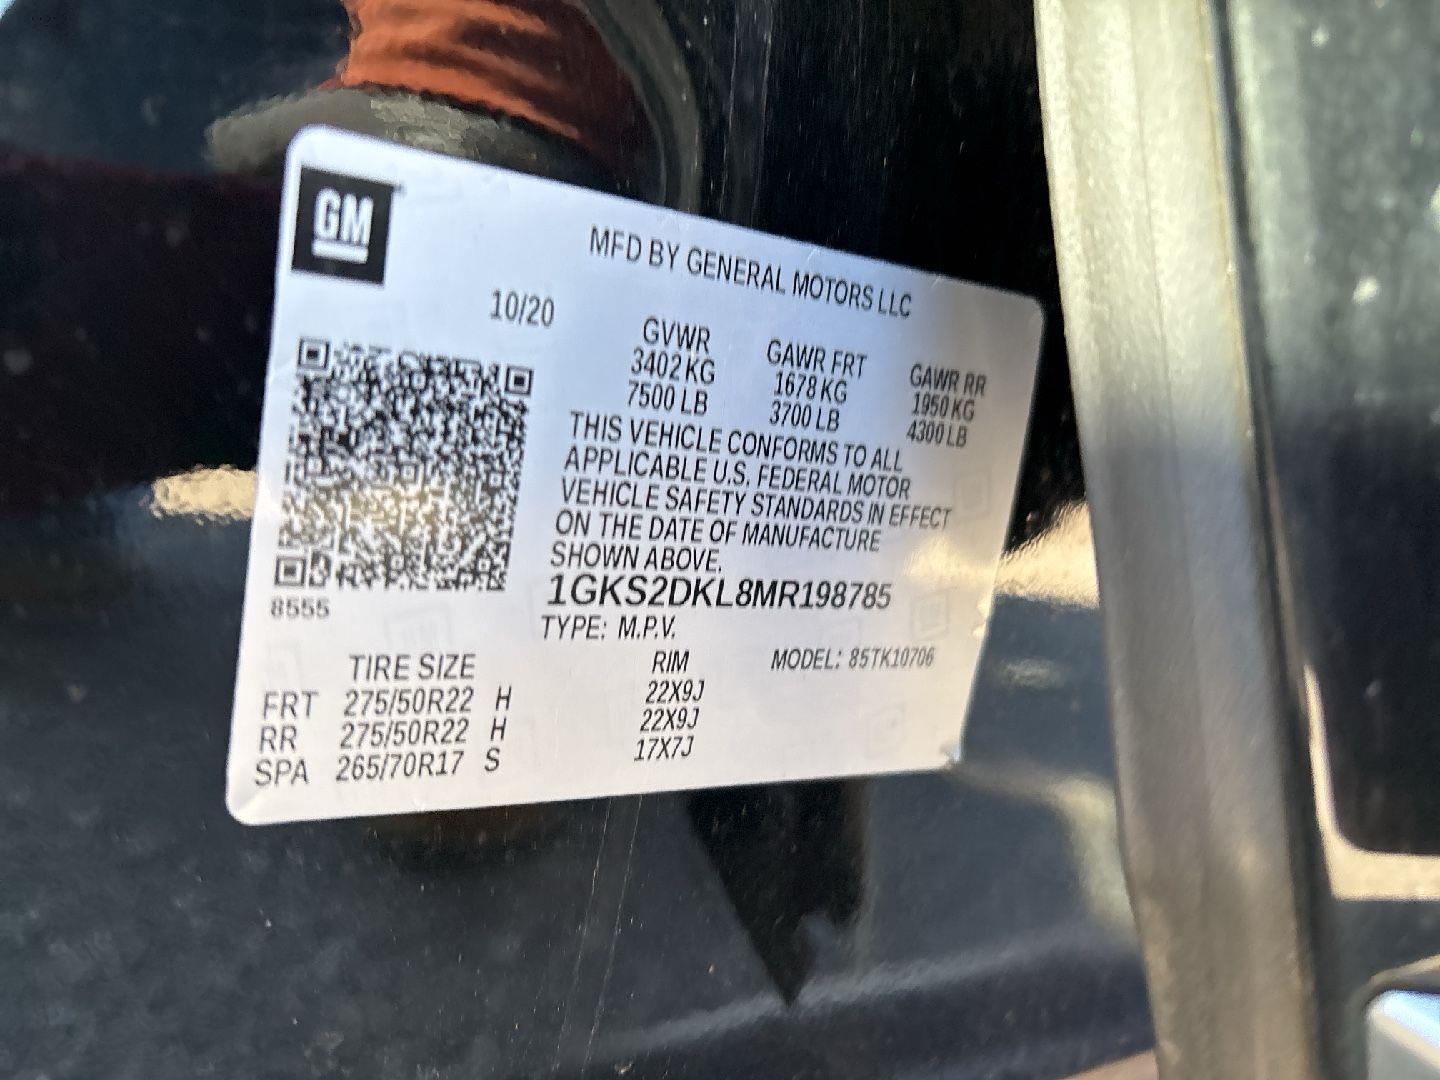 GM
MFD BY GENERAL MOTORS LLC
10/20
GVWR GAWR FRT GAWR RR
3402 KG 1678 KG 1950 KG
7500 LB 3700 LB 4300 LB
THIS VEHICLE CONFORMS TO ALL
APPLICABLE U.S. FEDERAL MOTOR
VEHICLE SAFETY STANDARDS IN EFFECT
ON THE DATE OF MANUFACTURE
SHOWN ABOVE.
1GKS2DKL8MR198785
8555
TYPE: M.P.V.
MODEL: 85TK10706
TIRE SIZE RIM
FRT 275/50R22 H 22X9J
RR 275/50R22 H 22X9J
SPA 265/70R17 S 17X7J